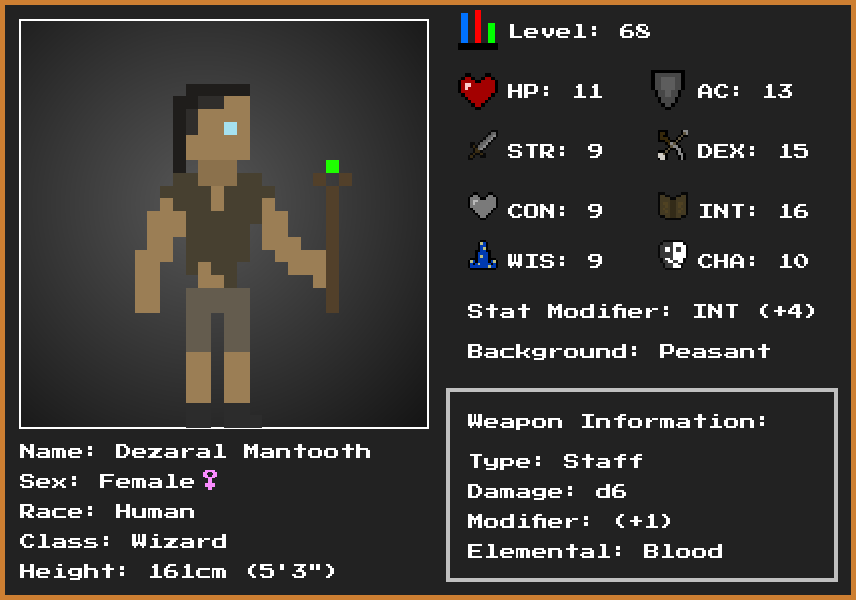 Level: 68
HP: 11 AC: 13
STR: 9 DEX: 15
CON: 9 INT: 16
WIS: 9 CHA: 10
Stat Modifier: INT (+4)
Background: Peasant
Weapon Information:
Type: Staff
Damage: d6
Modifier: (+1)
Elemental: Blood
Name: Dezaral Mantooth
Sex: Female♀
Race: Human
Class: Wizard
Height: 161cm (5'3")